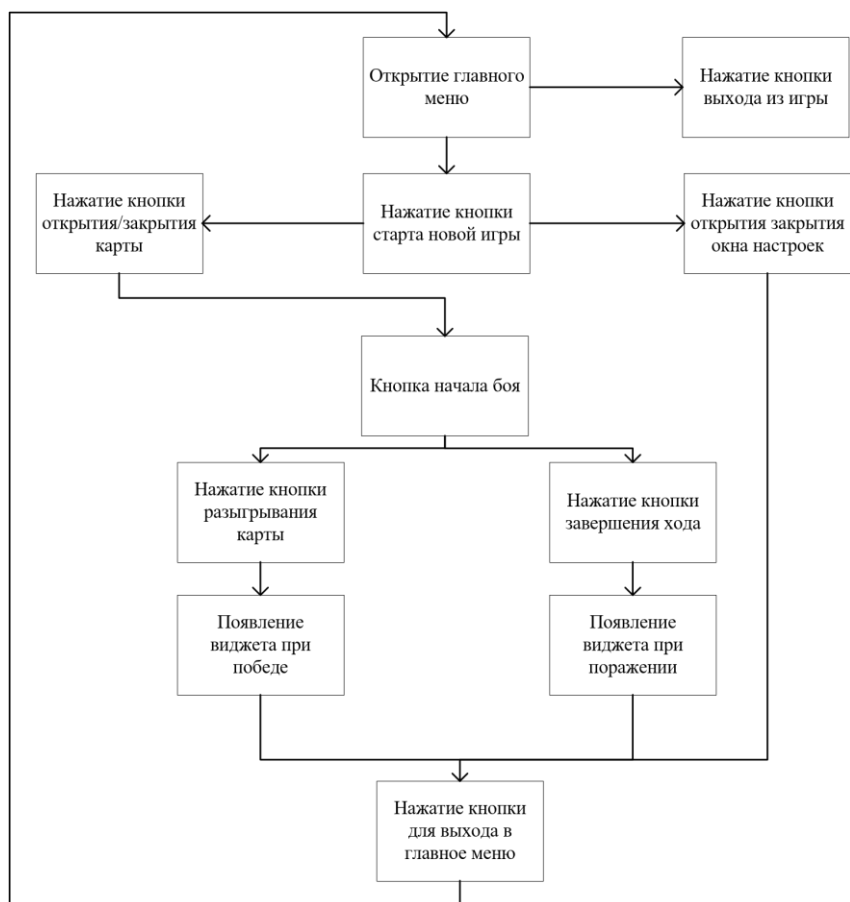 Открытие главного
меню
Нажатие кнопки
выхода из игры
Нажатие кнопки
открытия/закрытия
карты
Нажатие кнопки
старта новой игры
Нажатие кнопки
открытия закрытия
окна настроек
Кнопка начала боя
Нажатие кнопки
разыгрывания
карты
Нажатие кнопки
завершения хода
Появление
виджета при
победе
Появление
виджета при
поражении
Нажатие кнопки
для выхода в
главное меню